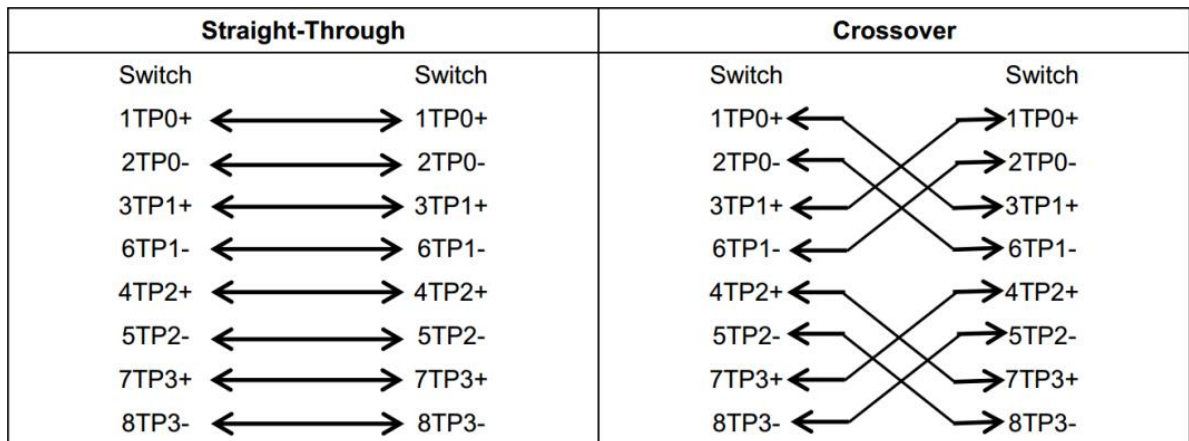 Straight-Through Crossover
Switch Switch Switch Switch
1TP0+ 1TP0+ 1TP0+ 1TP0+
2TP0- 2TP0- 2TP0- 2TP0-
3TP1+ 3TP1+ 3TP1+ 3TP1+
6TP1- 6TP1- 6TP1- 6TP1-
4TP2+ 4TP2+ 4TP2+ 4TP2+
5TP2- 5TP2- 5TP2- 5TP2-
7TP3+ 7TP3+ 7TP3+ 7TP3+
8TP3- 8TP3- 8TP3- 8TP3-